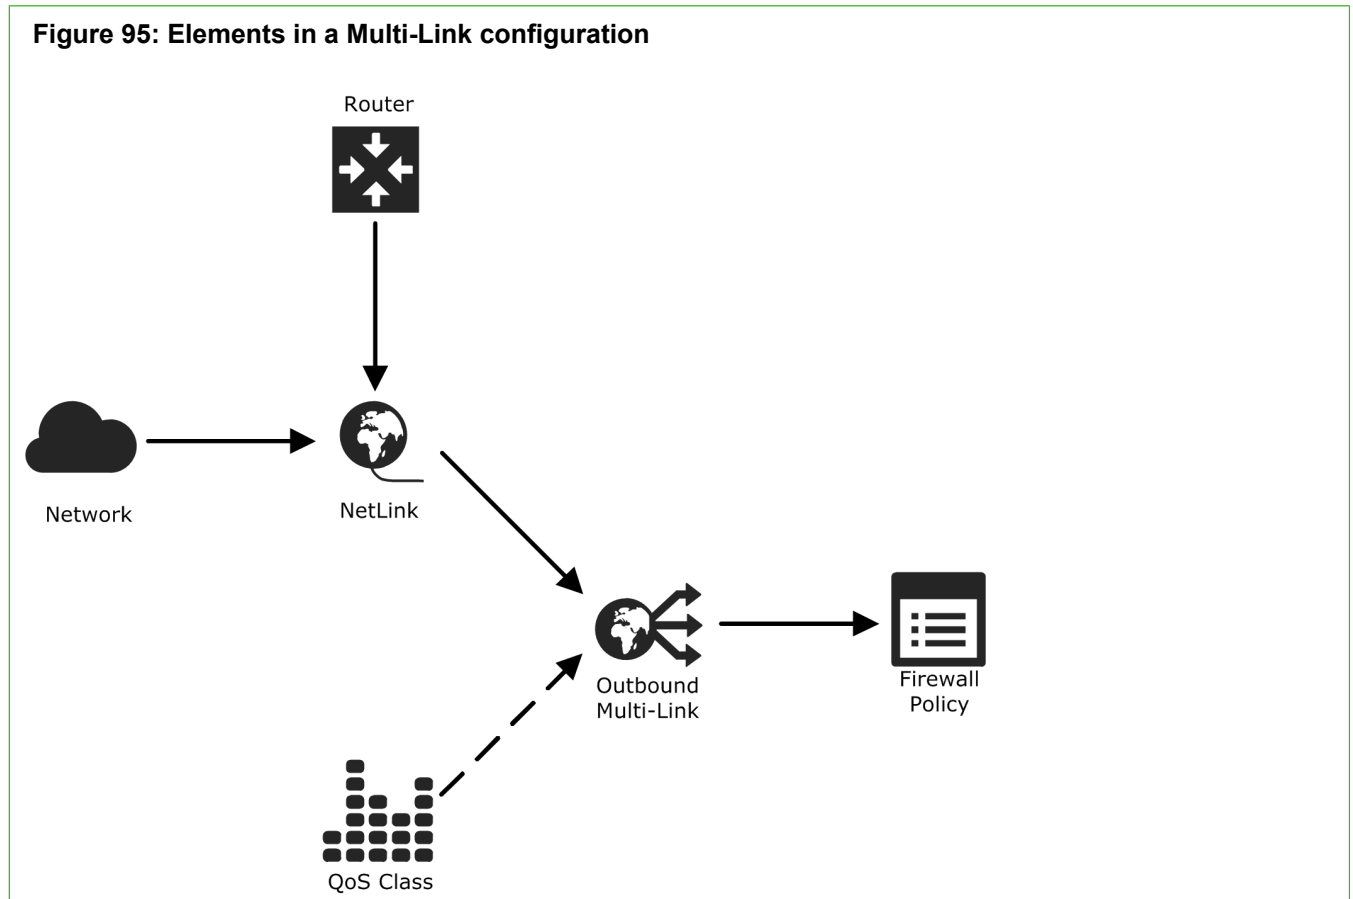 Figure 95: Elements in a Multi-Link configuration
Router
Network
NetLink
Outbound
Multi-Link
Firewall
Policy
QoS Class